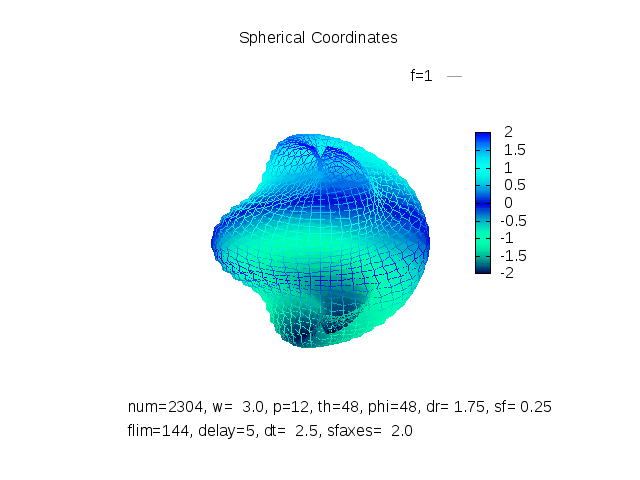 Spherical Coordinates
f=1
2
1.5
1
0.5
0
-0.5
-1
-1.5
-2
num=2304, w=  3.0, p=12, th=48, phi=48, dr= 1.75, sf= 0.25
flim=144, delay=5, dt=  2.5, sfaxes=  2.0